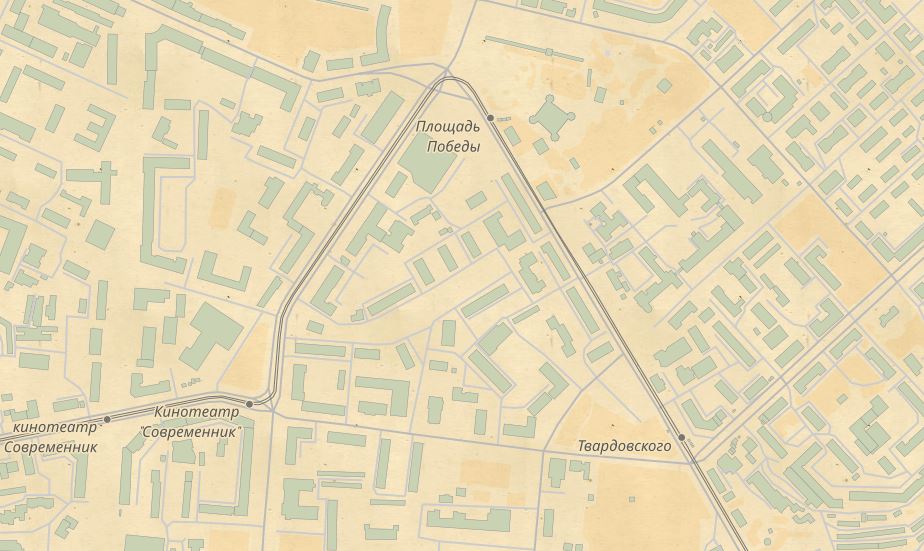 Площадь
Победы
Кинотеатр
"Современник"
кинотеатр
Современник
Твардовского